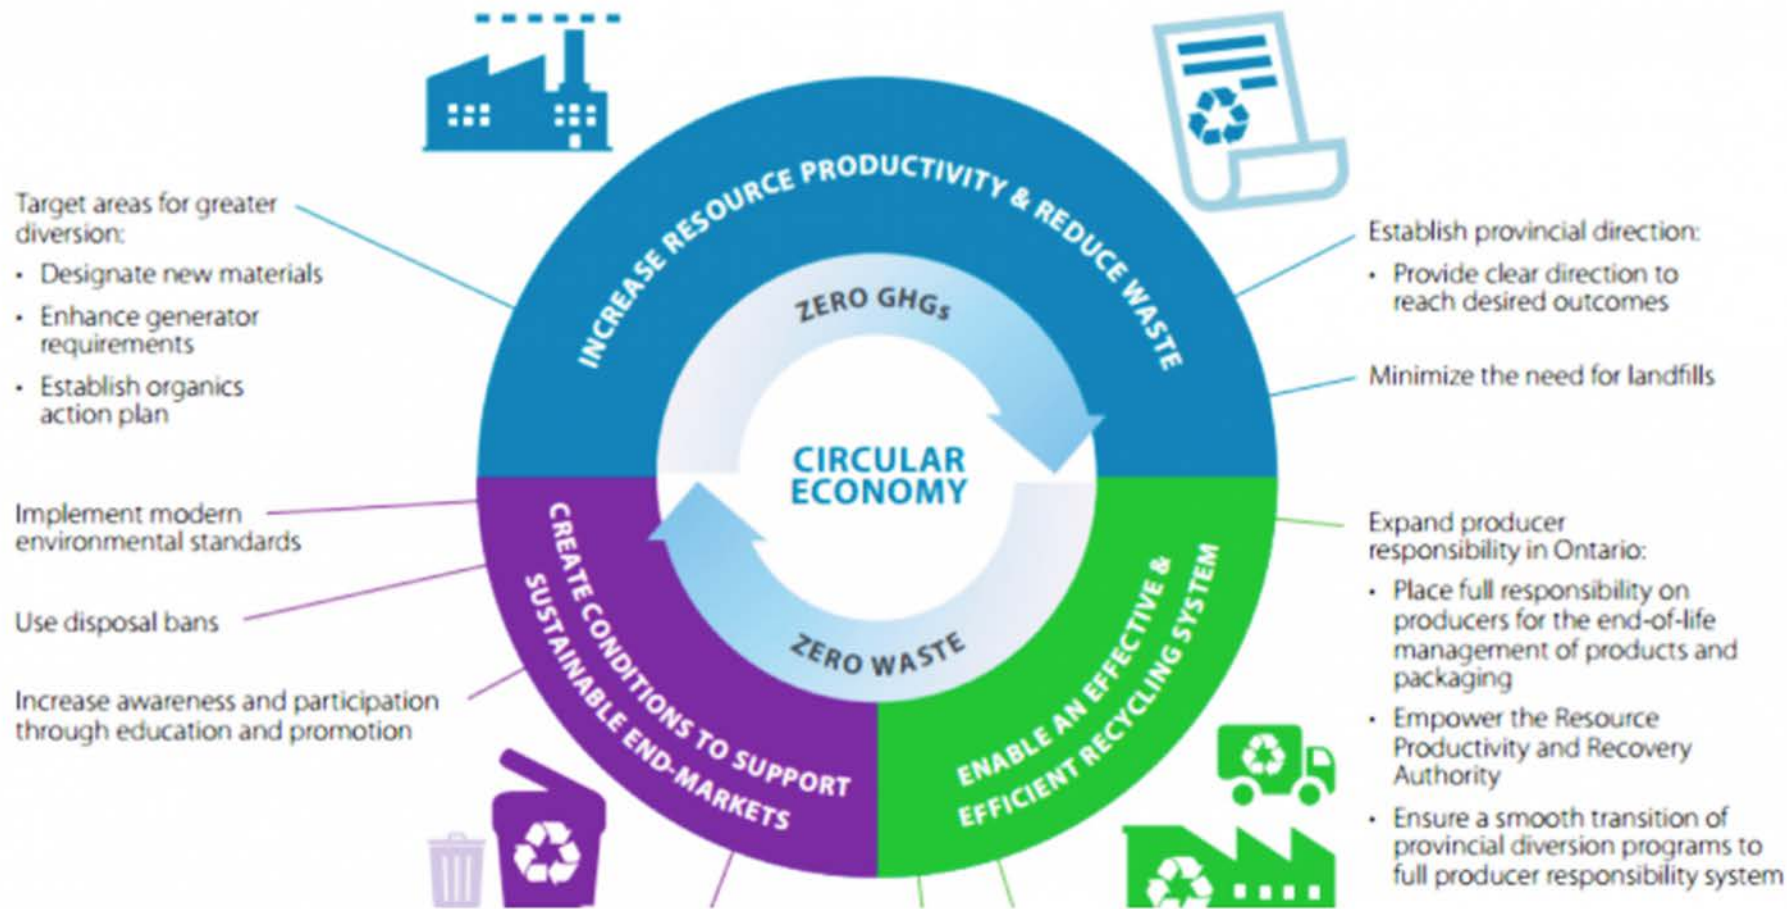 Target areas for greater
diversion:
• Designate new materials
• Enhance generator
requirements
• Establish organics
action plan
Implement modern
environmental standards
Use disposal bans
Increase awareness and participation
through education and promotion
INCREASE RESOURCE PRODUCTIVITY & REDUCE WASTE
ZERO GHGs
CIRCULAR
ECONOMY
ZERO WASTE
CREATE CONDITIONS TO SUPPORT
SUSTAINABLE END-MARKETS
ENABLE AN EFFECTIVE &
EFFICIENT RECYCLING SYSTEM
Establish provincial direction:
• Provide clear direction to
reach desired outcomes
Minimize the need for landfills
Expand producer
responsibility in Ontario:
• Place full responsibility on
producers for the end-of-life
management of products and
packaging
• Empower the Resource
Productivity and Recovery
Authority
• Ensure a smooth transition of
provincial diversion programs to
full producer responsibility system